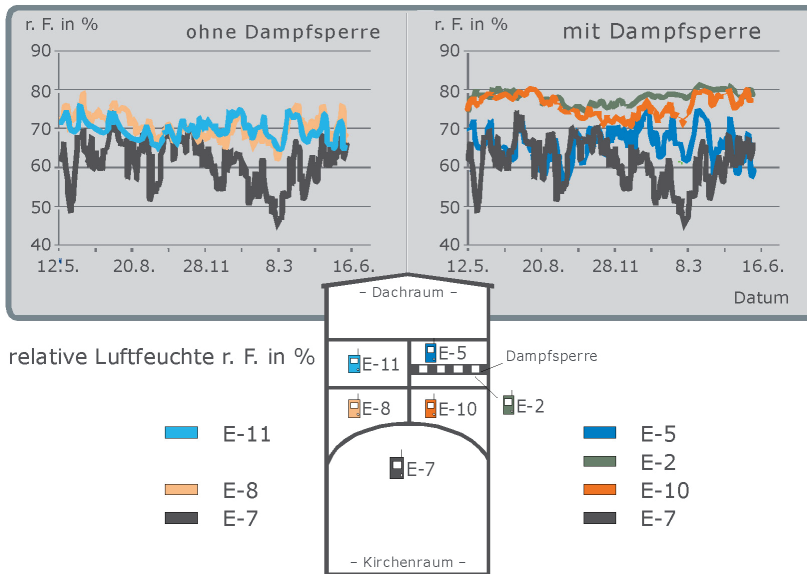 r. F. in %
ohne Dampfsperre
90
80
70
60
50
40
12.5.
20.8.
28.11
8.3
16.6.
r. F. in %
mit Dampfsperre
90
80
70
60
50
40
12.5.
20.8.
28.11
8.3
16.6.
Datum
– Dachraum –
relative Luftfeuchte r. F. in %
E-11
E-5
Dampfsperre
E-8
E-10
E-2
E-7
– Kirchenraum –
E-11
E-8
E-7
E-5
E-2
E-10
E-7